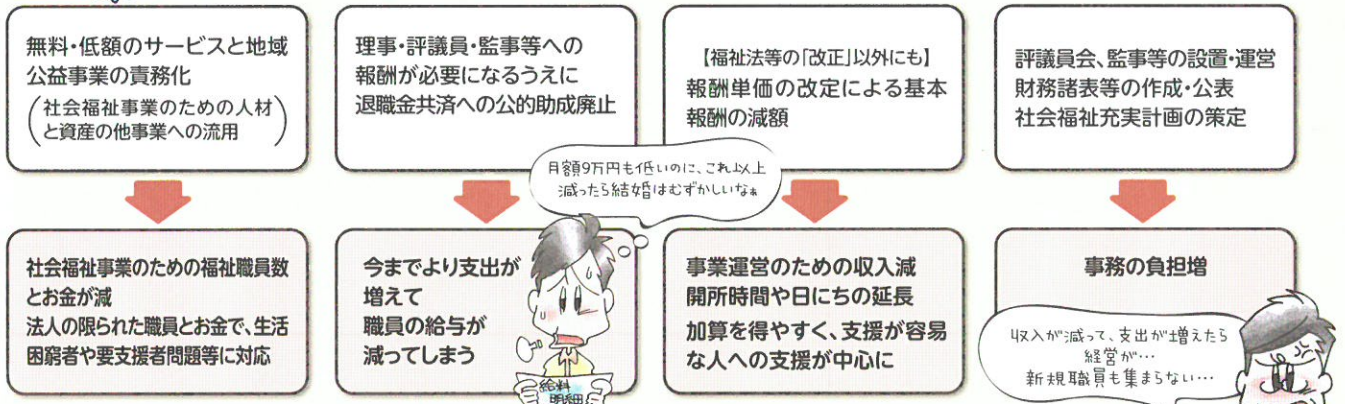 無料・低額のサービスと地域
公益事業の責務化
（社会福祉事業のための人材
と資産の他事業への流用）
理事・評議員・監事等への
報酬が必要になるうえに
退職金共済への公的助成廃止
【福祉法等の「改正」以外にも】
報酬単価の改定による基本
報酬の減額
評議員会、監事等の設置・運営
財務諸表等の作成・公表
社会福祉充実計画の策定
月額9万円も低いのに、これ以上
減ったら結婚はむずかしいなぁ
社会福祉事業のための福祉職員数
とお金が減
法人の限られた職員とお金で、生活
困窮者や要支援者問題等に対応
今までより支出が
増えて
職員の給与が
減ってしまう
給料
明細
事業運営のための収入減
開所時間や日にちの延長
加算を得やすく、支援が容易
な人への支援が中心に
事務の負担増
収入が減って、支出が増えたら
経営が…
新規職員も集まらない…